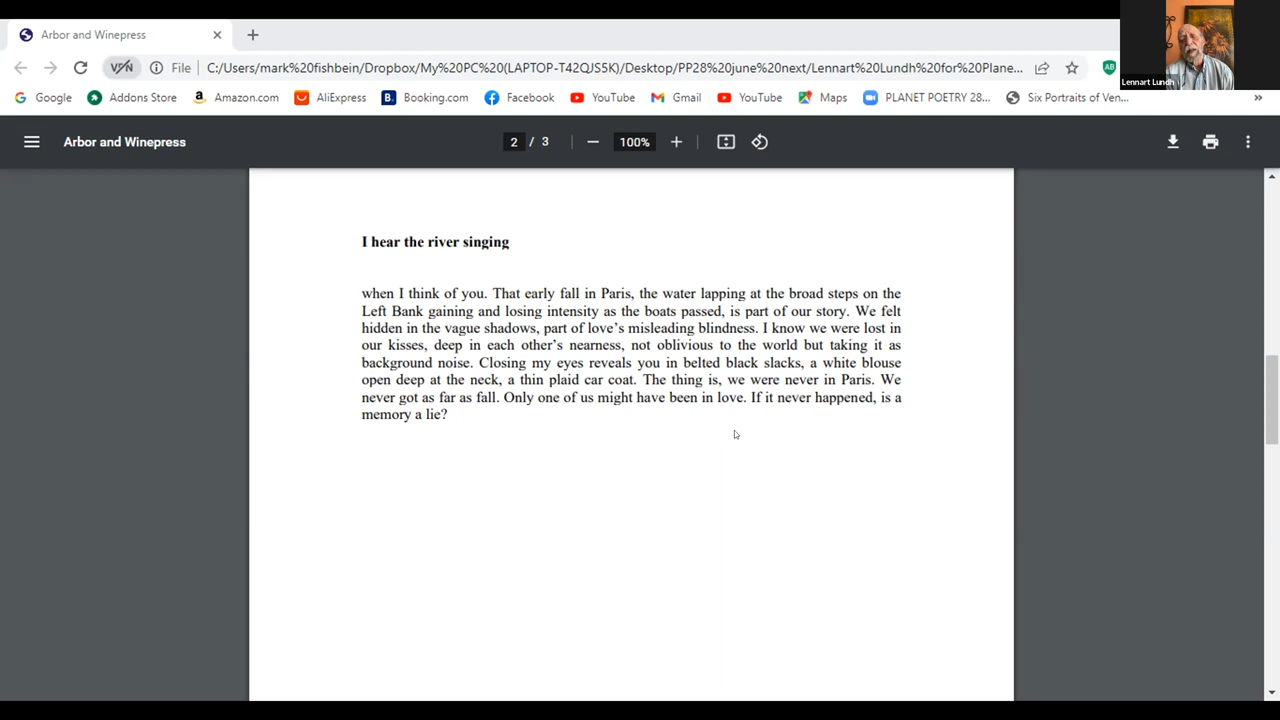 Arbor and Winepress
VPN
File
C:/Users/mark%20fishbein/Dropbox/My%20PC%20(LAPTOP-T42QJS5K)/Desktop/PP28%20june%20next/Lennart%20Lundh%20for%20Plane...
Google Addons Store Amazon.com AliExpress Booking.com Facebook YouTube Gmail YouTube Maps PLANET POETRY 28... Six Portraits of Ven... »
Lennart Lundh
Arbor and Winepress 2 / 3 − 100% +
I hear the river singing
when I think of you. That early fall in Paris, the water lapping at the broad steps on the
Left Bank gaining and losing intensity as the boats passed, is part of our story. We felt
hidden in the vague shadows, part of love’s misleading blindness. I know we were lost in
our kisses, deep in each other’s nearness, not oblivious to the world but taking it as
background noise. Closing my eyes reveals you in belted black slacks, a white blouse
open deep at the neck, a thin plaid car coat. The thing is, we were never in Paris. We
never got as far as fall. Only one of us might have been in love. If it never happened, is a
memory a lie?